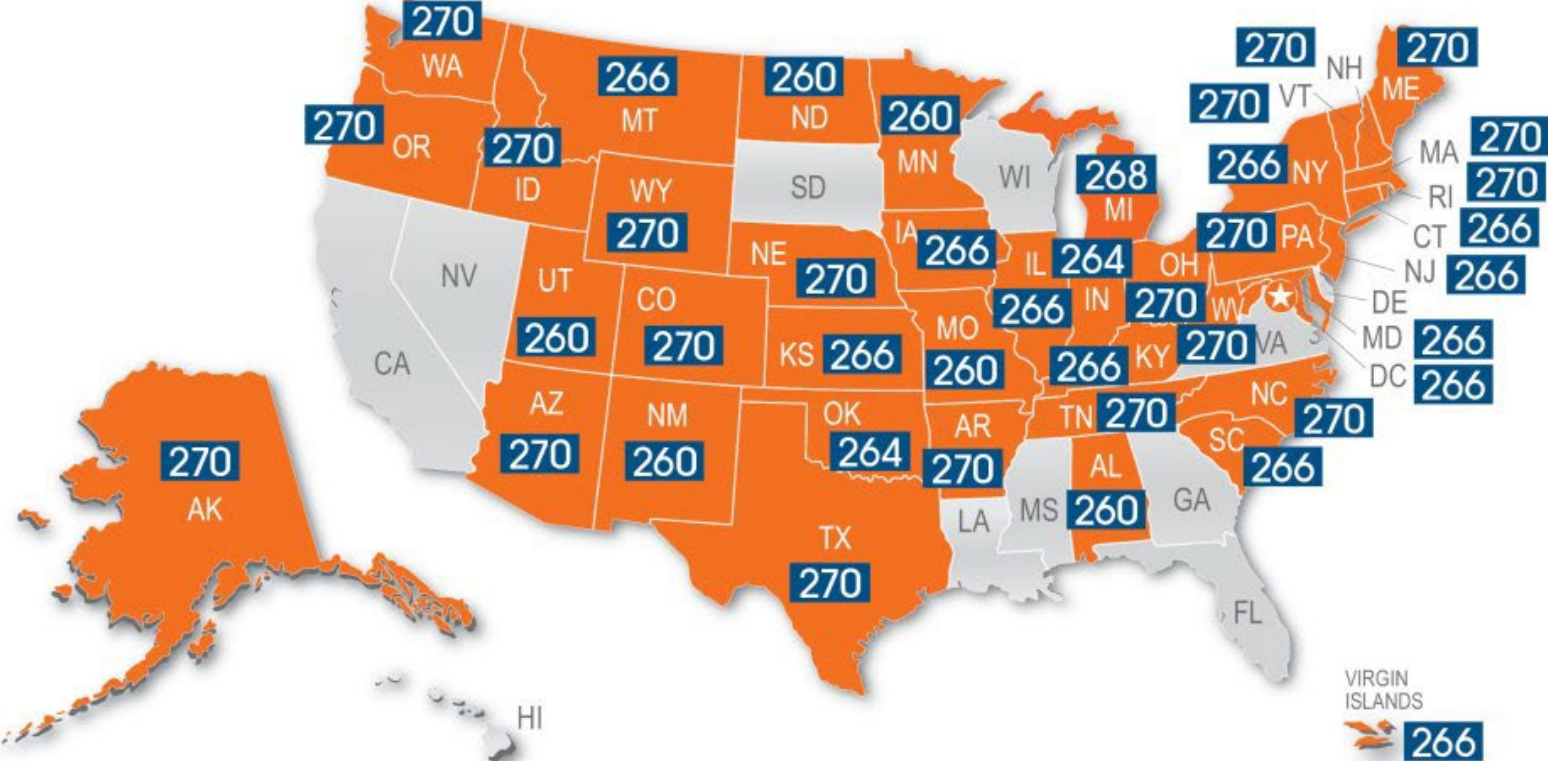 270
WA
270
OR
270
ID
266
MT
260
ND
260
MN
WI
SD
WY
270
268
MI
270
NH
270
VT
270
ME
266 NY
MA 270
RI 270
CT 266
NJ 266
DE
MD 266
DC 266
270 PA
IA 266
NE 270
IL 264
IN
266
OH
270
WV
270 VA
NV
CA
UT
260
CO
270
KS 266
MO
260
266 KY
NC
270
TN 270
SC
266
AZ
270
NM
260
OK
264
AR
270
AL
260
GA
MS
LA
TX
270
FL
270
AK
HI
VIRGIN
ISLANDS
266